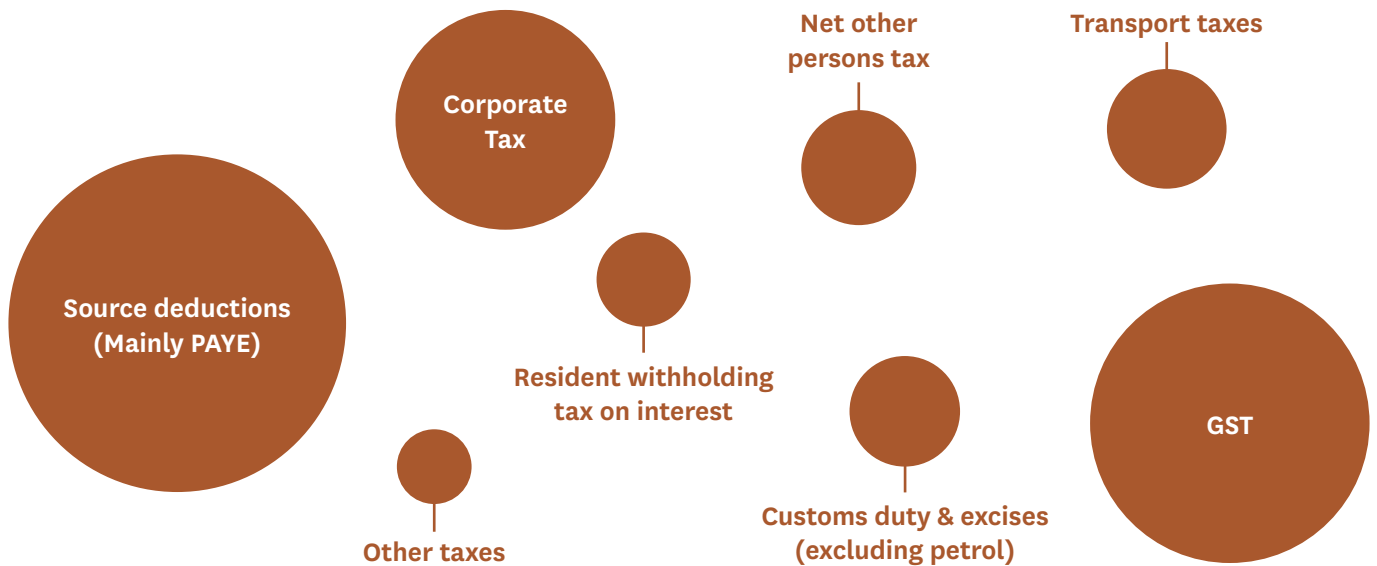 Net other
persons tax
Transport taxes
Corporate
Tax
Source deductions
(Mainly PAYE)
Resident withholding
tax on interest
GST
Customs duty & excises
(excluding petrol)
Other taxes